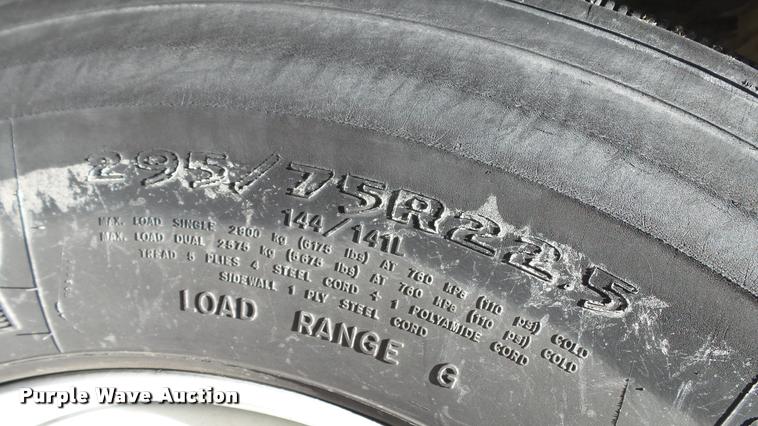 295/75R22.5
144/141L
MAX. LOAD SINGLE 2800 kg (6175 lbs) AT 760 kPa (110 psi) COLD
MAX. LOAD DUAL 2575 kg (5675 lbs) AT 760 kPa (110 psi) COLD
TREAD 5 PLIES 4 STEEL CORD + 1 POLYAMIDE CORD
SIDEWALL 1 PLY STEEL CORD
LOAD RANGE G
Purple Wave Auction